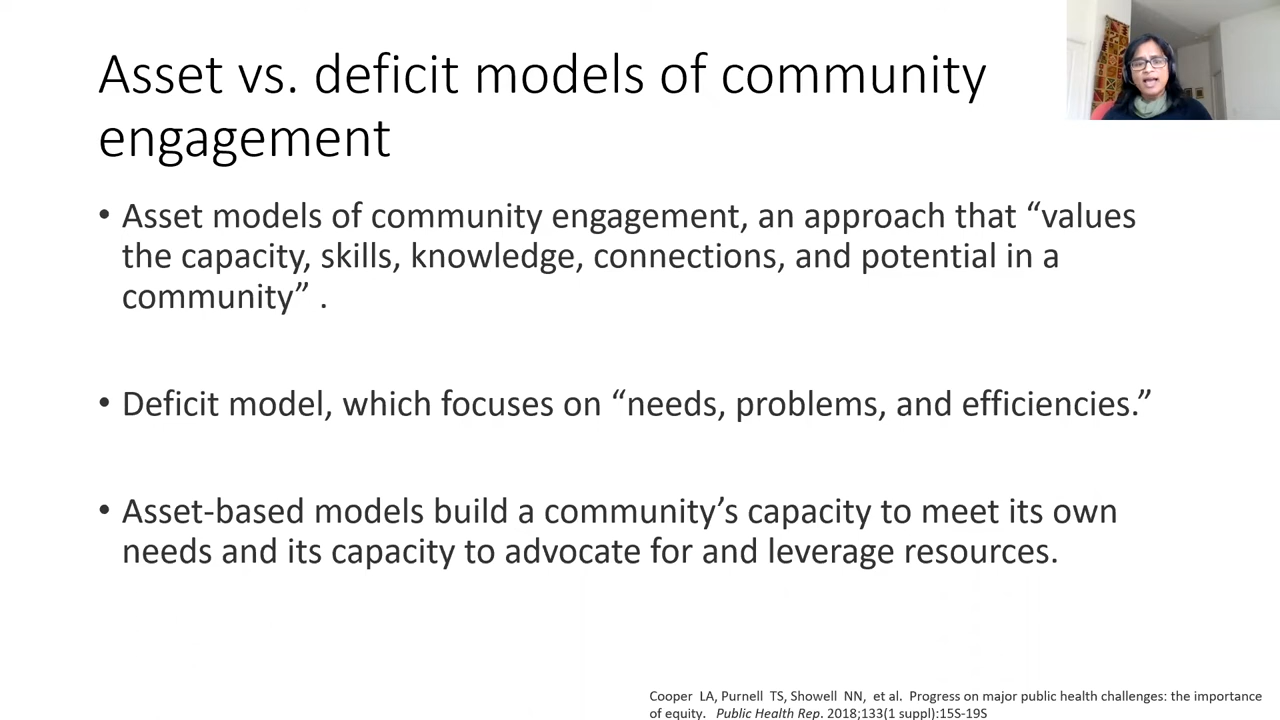 Asset vs. deficit models of community
engagement
• Asset models of community engagement, an approach that “values
the capacity, skills, knowledge, connections, and potential in a
community” .
• Deficit model, which focuses on “needs, problems, and efficiencies.”
• Asset-based models build a community’s capacity to meet its own
needs and its capacity to advocate for and leverage resources.
Cooper LA, Purnell TS, Showell NN, et al. Progress on major public health challenges: the importance
of equity. Public Health Rep. 2018;133(1 suppl):15S-19S